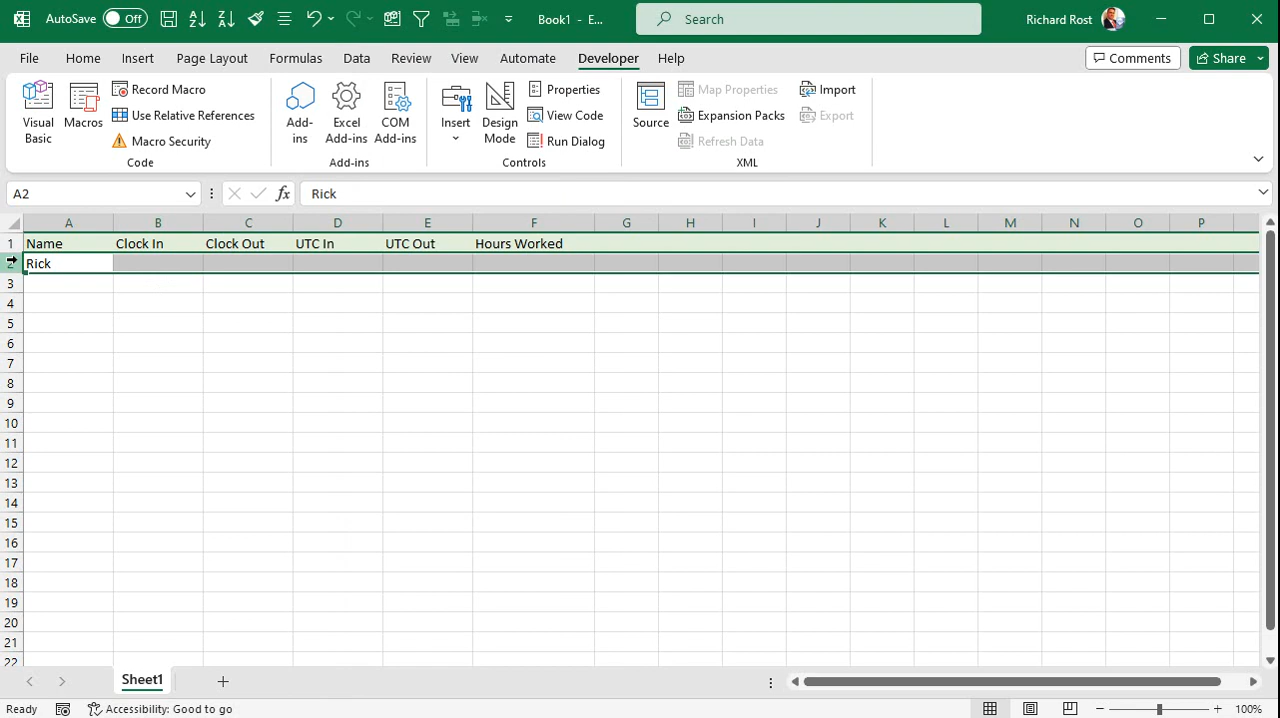 AutoSave Off Book1 - E... Search Richard Rost
File Home Insert Page Layout Formulas Data Review View Automate Developer Help Comments Share
Visual Basic
Macros
Record Macro
Use Relative References
Macro Security
Code
Add-ins
Excel Add-ins
COM Add-ins
Add-ins
Insert
Design Mode
Properties
View Code
Run Dialog
Controls
Source
Map Properties
Expansion Packs
Refresh Data
Import
Export
XML
A2 fx Rick
A B C D E F G H I J K L M N O P
1 Name Clock In Clock Out UTC In UTC Out Hours Worked
2 Rick
3
4
5
6
7
8
9
10
11
12
13
14
15
16
17
18
19
20
21
22
Sheet1
Ready Accessibility: Good to go 100%